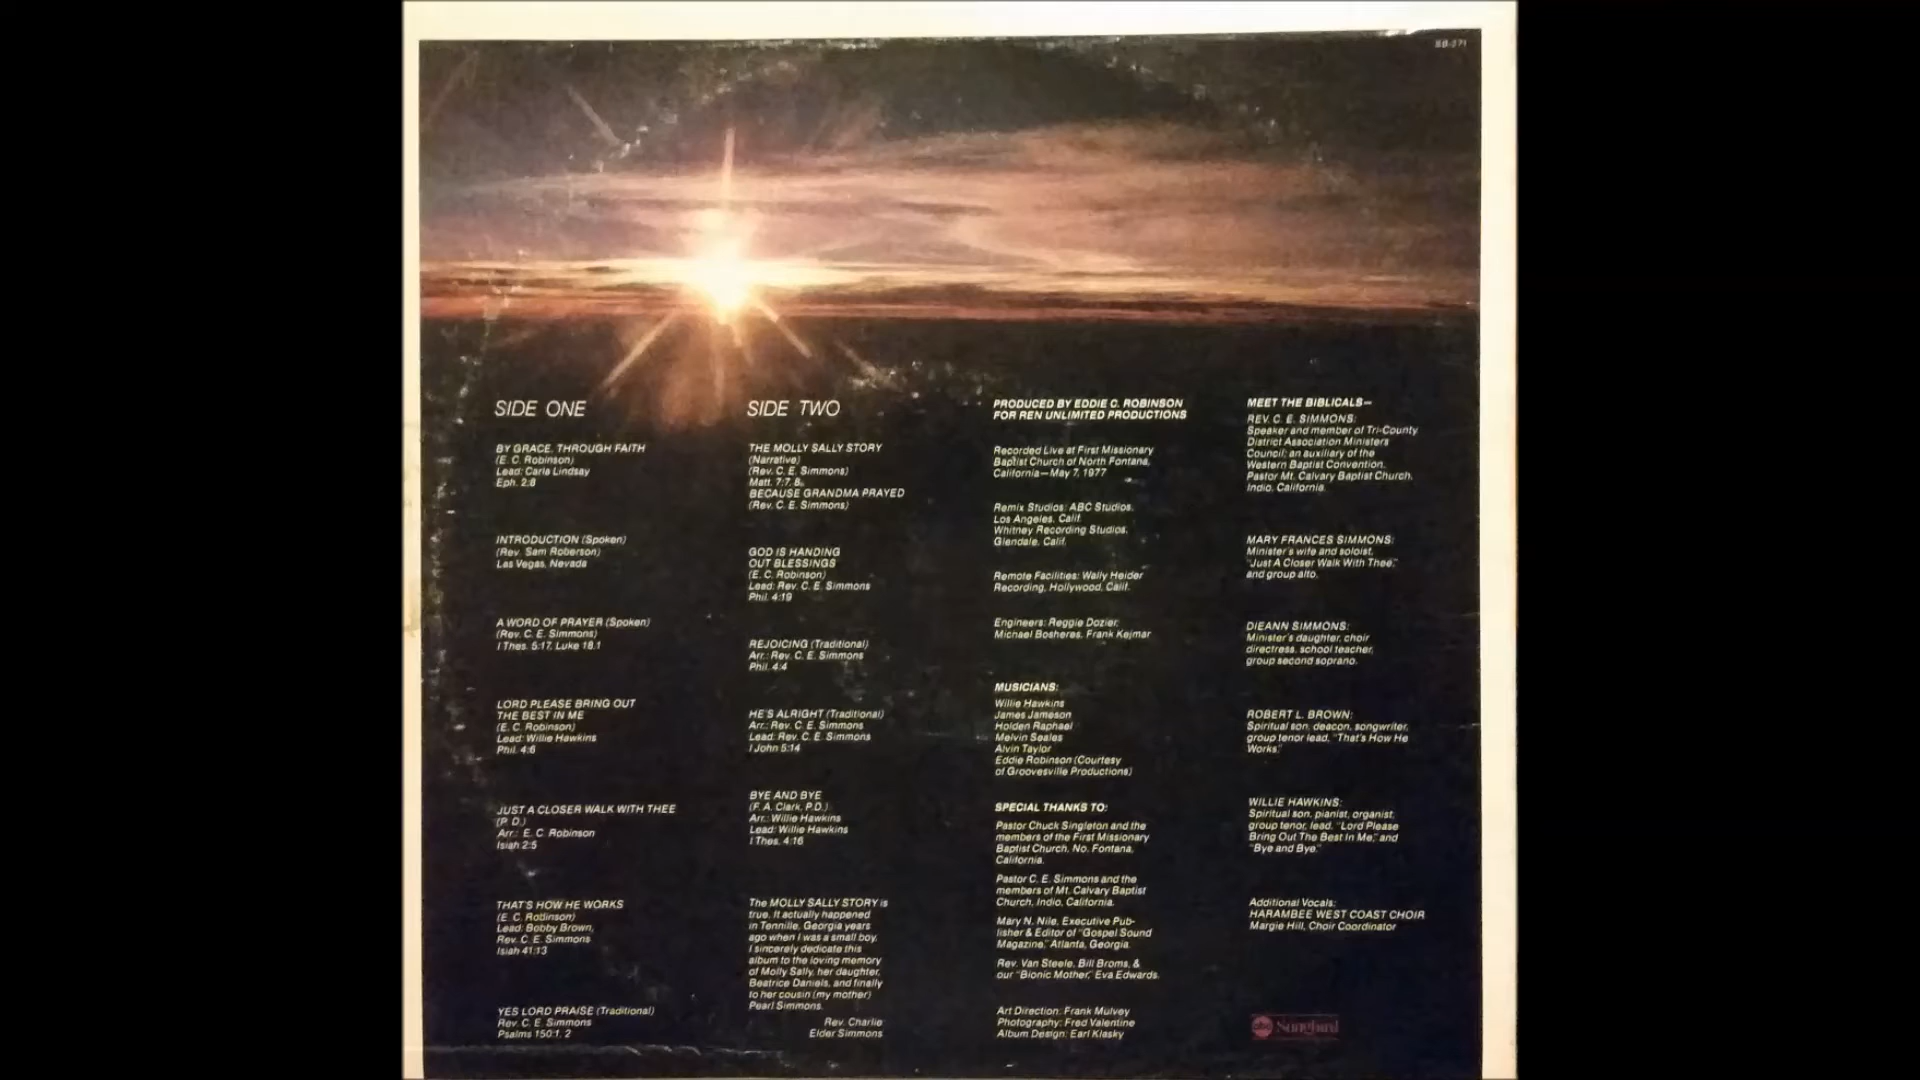 SB-271
SIDE ONE
BY GRACE, THROUGH FAITH
(E. C. Robinson)
Lead: Carla Lindsay
Eph. 2:8
INTRODUCTION (Spoken)
(Rev. Sam Roberson)
Las Vegas, Nevada
A WORD OF PRAYER (Spoken)
(Rev. C. E. Simmons)
I Thes. 5:17, Luke 18:1
LORD PLEASE BRING OUT
THE BEST IN ME
(E. C. Robinson)
Lead: Willie Hawkins
Phil. 4:6
JUST A CLOSER WALK WITH THEE
(P. D.)
Arr.: E. C. Robinson
Isiah 2:5
THAT'S HOW HE WORKS
(E. C. Robinson)
Lead: Bobby Brown,
Rev. C. E. Simmons
Isiah 41:13
YES LORD PRAISE (Traditional)
Rev. C. E. Simmons
Psalms 150:1, 2
SIDE TWO
THE MOLLY SALLY STORY
(Narrative)
(Rev. C. E. Simmons)
Matt. 7:7, 8.
BECAUSE GRANDMA PRAYED
(Rev. C. E. Simmons)
GOD IS HANDING
OUT BLESSINGS
(E. C. Robinson)
Lead: Rev. C. E. Simmons
Phil. 4:19
REJOICING (Traditional)
Arr.: Rev. C. E. Simmons
Phil. 4:4
HE'S ALRIGHT (Traditional)
Arr.: Rev. C. E. Simmons
Lead: Rev. C. E. Simmons
I John 5:14
BYE AND BYE
(F. A. Clark, P.D.)
Arr.: Willie Hawkins
Lead: Willie Hawkins
I Thes. 4:16
The MOLLY SALLY STORY is
true. It actually happened
in Tennille, Georgia years
ago when I was a small boy.
I sincerely dedicate this
album to the loving memory
of Molly Sally, her daughter,
Beatrice Daniels, and finally
to her cousin (my mother)
Pearl Simmons.
Rev. Charlie
Elder Simmons
PRODUCED BY EDDIE C. ROBINSON
FOR REN UNLIMITED PRODUCTIONS
Recorded Live at First Missionary
Baptist Church of North Fontana,
California—May 7, 1977
Remix Studios: ABC Studios,
Los Angeles, Calif.
Whitney Recording Studios,
Glendale, Calif.
Remote Facilities: Wally Heider
Recording, Hollywood, Calif.
Engineers: Reggie Dozier,
Michael Bosheres, Frank Kejmar
MUSICIANS:
Willie Hawkins
James Jameson
Holden Raphael
Melvin Seales
Alvin Taylor
Eddie Robinson (Courtesy
of Groovesville Productions)
SPECIAL THANKS TO:
Pastor Chuck Singleton and the
members of the First Missionary
Baptist Church, No. Fontana,
California.
Pastor C. E. Simmons and the
members of Mt. Calvary Baptist
Church, Indio, California.
Mary N. Nile, Executive Pub-
lisher & Editor of "Gospel Sound
Magazine," Atlanta, Georgia.
Rev. Van Steele, Bill Broms, &
our "Bionic Mother," Eva Edwards.
Art Direction: Frank Mulvey
Photography: Fred Valentine
Album Design: Earl Klasky
MEET THE BIBLICALS—
REV. C. E. SIMMONS:
Speaker and member of Tri-County
District Association Ministers
Council; an auxiliary of the
Western Baptist Convention.
Pastor Mt. Calvary Baptist Church,
Indio, California.
MARY FRANCES SIMMONS:
Minister's wife and soloist,
"Just A Closer Walk With Thee,"
and group alto.
DIEANN SIMMONS:
Minister's daughter, choir
directress, school teacher,
group second soprano.
ROBERT L. BROWN:
Spiritual son, deacon, songwriter,
group tenor lead, "That's How He
Works."
WILLIE HAWKINS:
Spiritual son, pianist, organist,
group tenor, lead, "Lord Please
Bring Out The Best In Me," and
"Bye and Bye."
Additional Vocals:
HARAMBEE WEST COAST CHOIR
Margie Hill, Choir Coordinator
abc Songbird